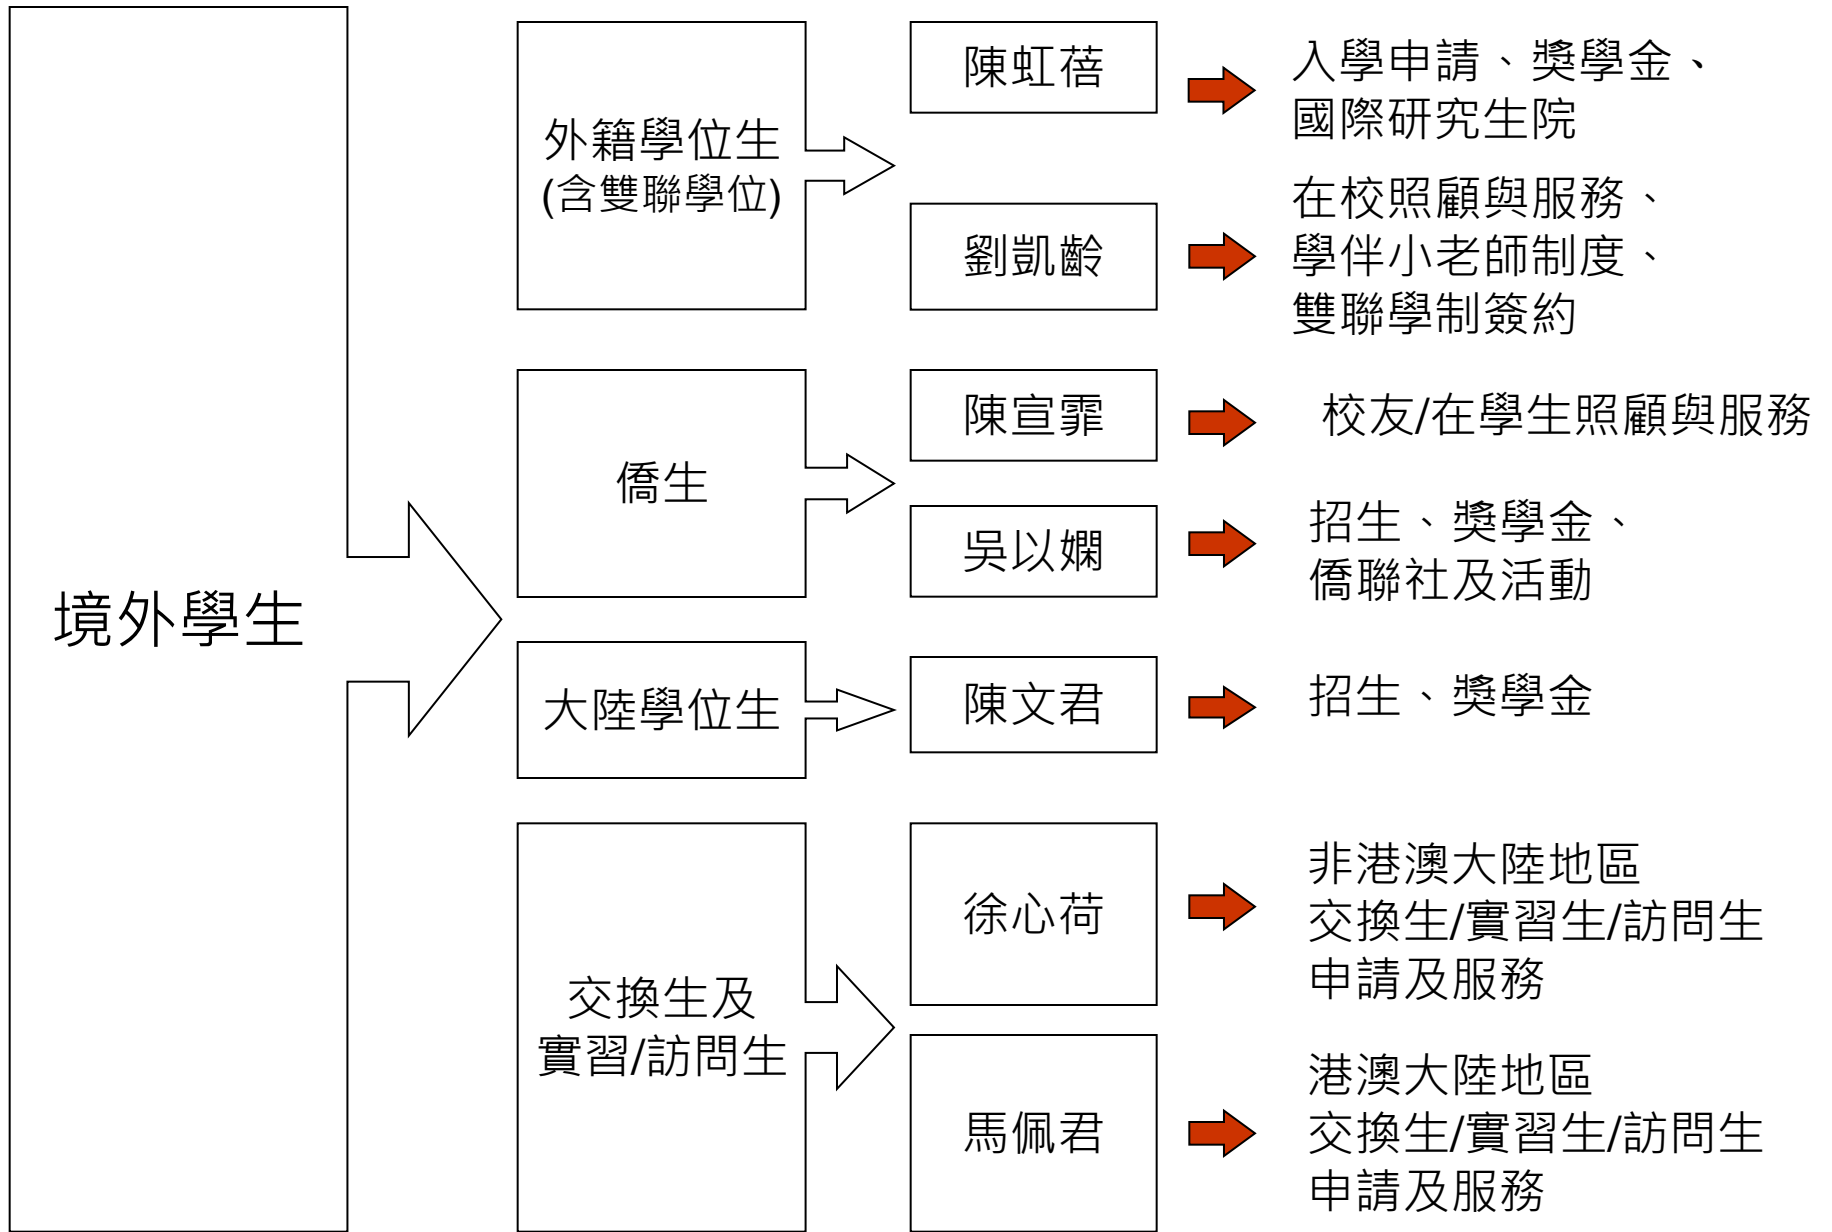 境外學生
外籍學位生
(含雙聯學位)
陳虹蓓
入學申請、獎學金、
國際研究生院
劉凱齡
在校照顧與服務、
學伴小老師制度、
雙聯學制簽約
僑生
陳宣霏
校友/在學生照顧與服務
吳以嫻
招生、獎學金、
僑聯社及活動
大陸學位生
陳文君
招生、獎學金
交換生及
實習/訪問生
徐心荷
非港澳大陸地區
交換生/實習生/訪問生
申請及服務
馬佩君
港澳大陸地區
交換生/實習生/訪問生
申請及服務